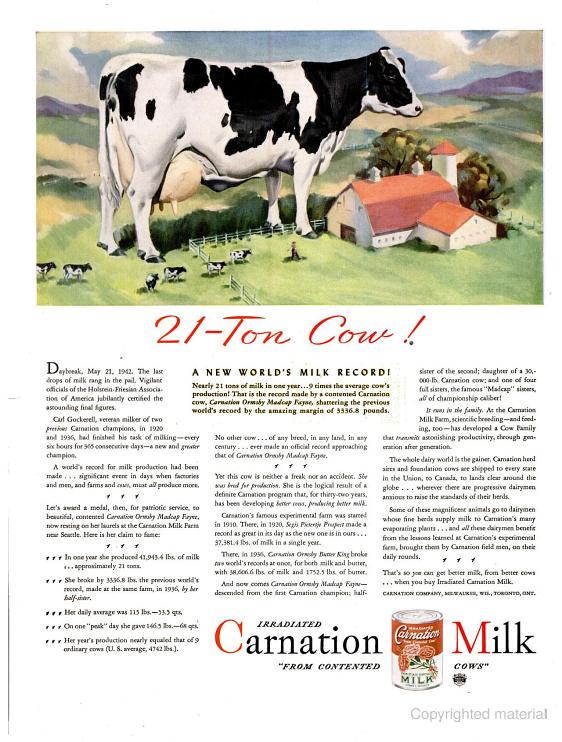 21-Ton Cow!
Daybreak, May 21, 1942. The last
drops of milk rang in the pail. Vigilant
officials of the Holstein-Friesian Associa-
tion of America jubilantly certified the
astounding final figures.
Carl Gockerell, veteran milker of two
previous Carnation champions, in 1920
and 1936, had finished his task of milking—every
six hours for 365 consecutive days—a new and greater
champion.
A world's record for milk production had been
made . . . significant event in days when factories
and men, and farms and cows, must all produce more.
Let's award a medal, then, for patriotic service, to
beautiful, contented Carnation Ormsby Madcap Fayne,
now resting on her laurels at the Carnation Milk Farm
near Seattle. Here is her claim to fame:
In one year she produced 41,943.4 lbs. of milk
. . . approximately 21 tons.
She broke by 3336.8 lbs. the previous world's
record, made at the same farm, in 1936, by her
half-sister.
Her daily average was 115 lbs.—53.5 qts.
On one "peak" day she gave 146.5 lbs.—68 qts.
Her year's production nearly equaled that of 9
ordinary cows (U. S. average, 4742 lbs.).
A NEW WORLD'S MILK RECORD!
Nearly 21 tons of milk in one year...9 times the average cow's
production! That is the record made by a contented Carnation
cow, Carnation Ormsby Madcap Fayne, shattering the previous
world's record by the amazing margin of 3336.8 pounds.
No other cow . . . of any breed, in any land, in any
century . . . ever made an official record approaching
that of Carnation Ormsby Madcap Fayne.
Yet this cow is neither a freak nor an accident. She
was bred for production. She is the logical result of a
definite Carnation program that, for thirty-two years,
has been developing better cows, producing better milk.
Carnation's famous experimental farm was started
in 1910. There, in 1920, Segis Pietertje Prospect made a
record as great in its day as the new one is in ours . . .
37,381.4 lbs. of milk in a single year.
There, in 1936, Carnation Ormsby Butter King broke
two world's records at once, for both milk and butter,
with 38,606.6 lbs. of milk and 1752.5 lbs. of butter.
And now comes Carnation Ormsby Madcap Fayne—
descended from the first Carnation champion; half-
sister of the second; daughter of a 30,-
000-lb. Carnation cow; and one of four
full sisters, the famous "Madcap" sisters,
all of championship caliber!
It runs in the family. At the Carnation
Milk Farm, scientific breeding—and feed-
ing, too—has developed a Cow Family
that transmits astonishing productivity, through gen-
eration after generation.
The whole dairy world is the gainer. Carnation herd
sires and foundation cows are shipped to every state
in the Union, to Canada, to lands clear around the
globe . . . wherever there are progressive dairymen
anxious to raise the standards of their herds.
Some of these magnificent animals go to dairymen
whose fine herds supply milk to Carnation's many
evaporating plants . . . and all these dairymen benefit
from the lessons learned at Carnation's experimental
farm, brought them by Carnation field men, on their
daily rounds.
That's so you can get better milk, from better cows
. . . when you buy Irradiated Carnation Milk.
CARNATION COMPANY, MILWAUKEE, WIS., TORONTO, ONT.
IRRADIATED
Carnation Milk
"FROM CONTENTED COWS"
Carnation
MILK
Copyrighted material